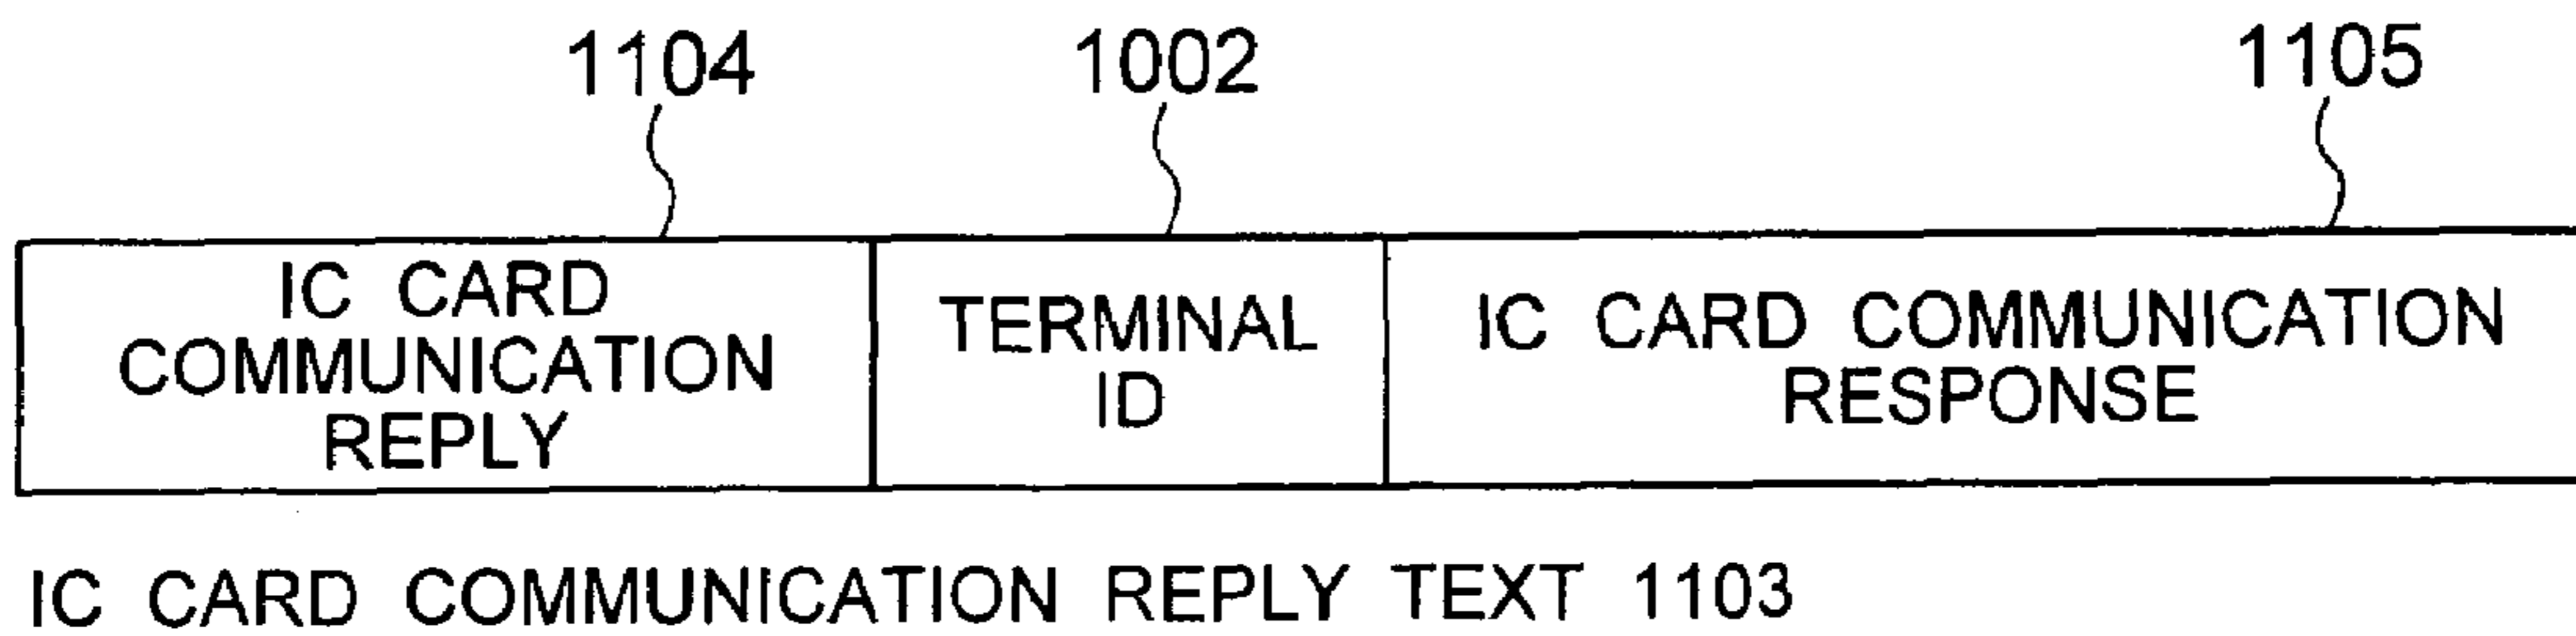 1104 1002 1105
IC CARD
COMMUNICATION
REPLY
TERMINAL
ID
IC CARD COMMUNICATION
RESPONSE
IC CARD COMMUNICATION REPLY TEXT 1103